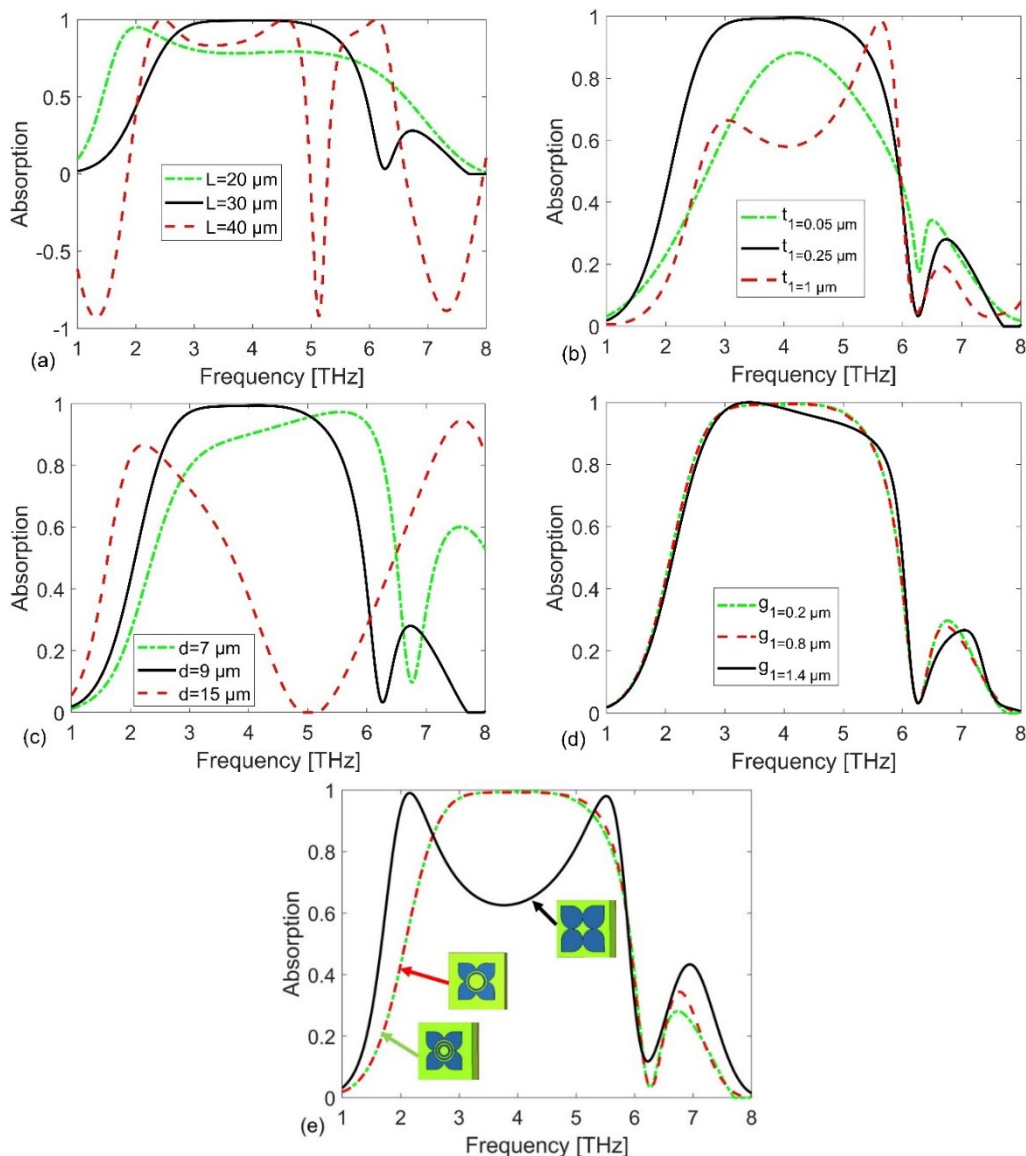 1
0.5
0
-0.5
-1
Absorption
L=20 µm
L=30 µm
L=40 µm
1 2 3 4 5 6 7 8
Frequency [THz]
(a)
1
0.8
0.6
0.4
0.2
0
Absorption
t1=0.05 µm
t1=0.25 µm
t1=1 µm
1 2 3 4 5 6 7 8
Frequency [THz]
(b)
1
0.8
0.6
0.4
0.2
0
Absorption
d=7 µm
d=9 µm
d=15 µm
1 2 3 4 5 6 7 8
Frequency [THz]
(c)
1
0.8
0.6
0.4
0.2
0
Absorption
g1=0.2 µm
g1=0.8 µm
g1=1.4 µm
1 2 3 4 5 6 7 8
Frequency [THz]
(d)
1
0.8
0.6
0.4
0.2
0
Absorption
1 2 3 4 5 6 7 8
Frequency [THz]
(e)